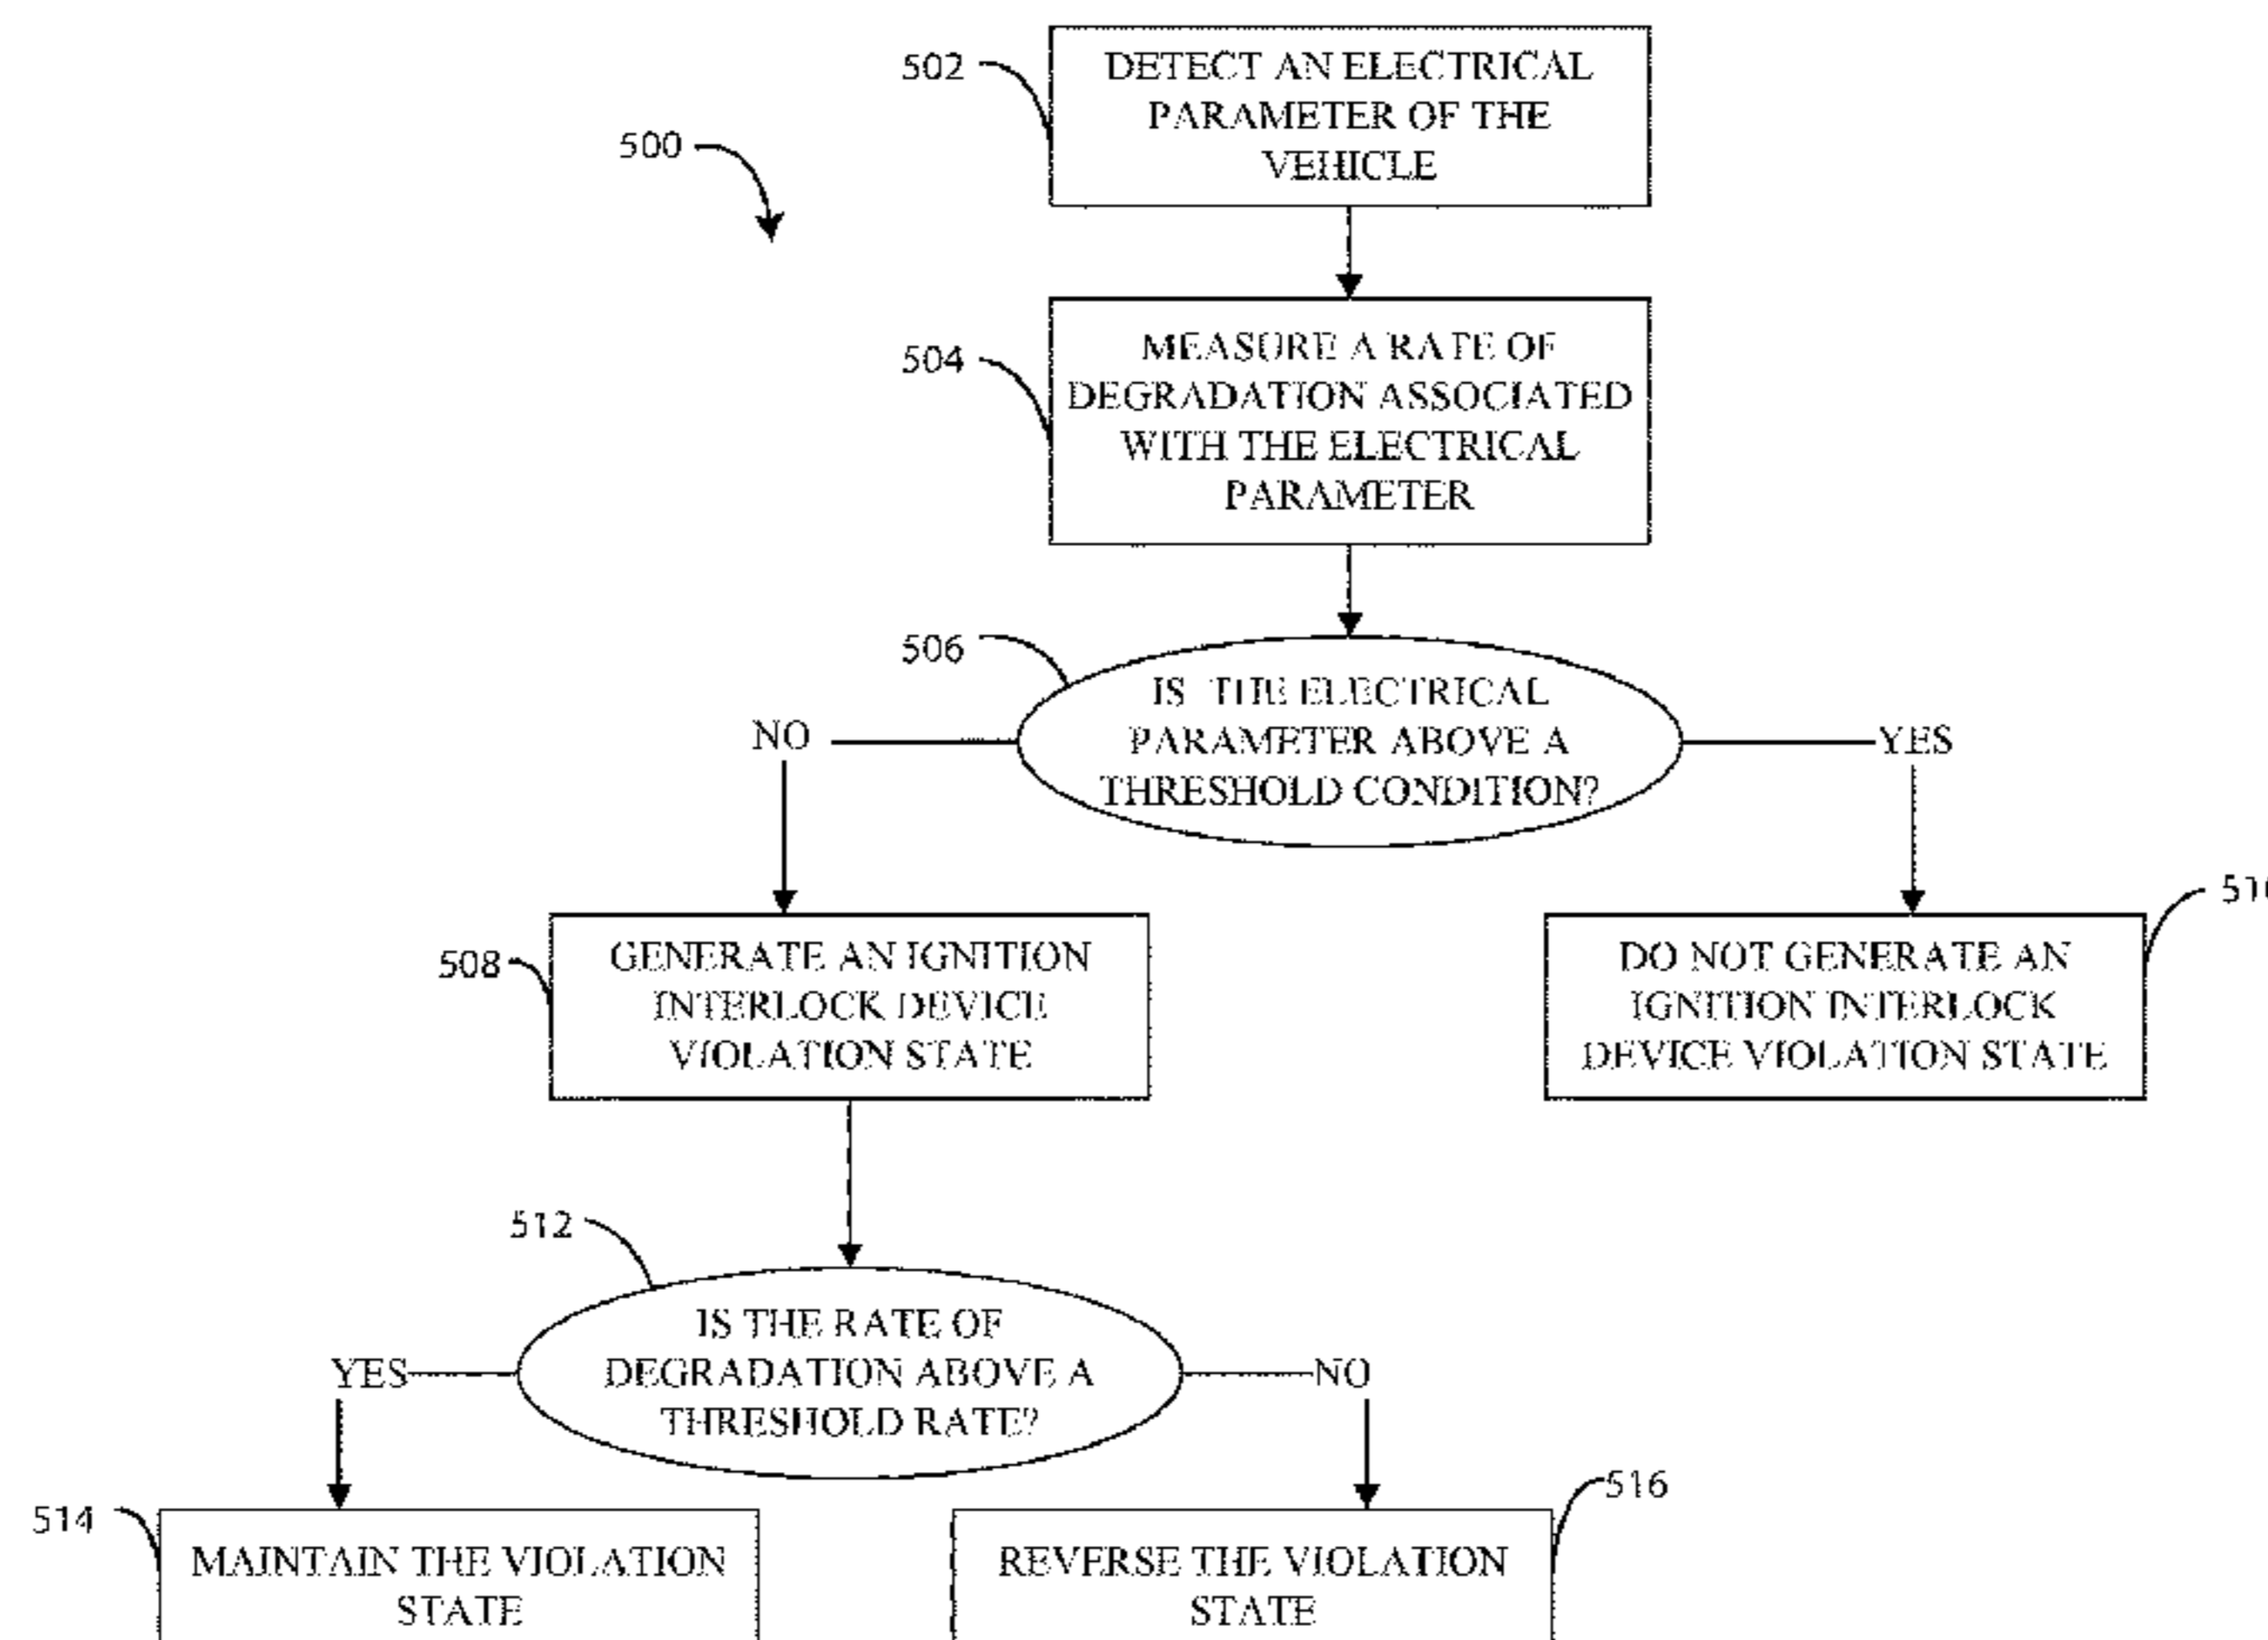 502
DETECT AN ELECTRICAL
PARAMETER OF THE
VEHICLE
500
504
MEASURE A RATE OF
DEGRADATION ASSOCIATED
WITH THE ELECTRICAL
PARAMETER
506
IS THE ELECTRICAL
PARAMETER ABOVE A
THRESHOLD CONDITION?
NO
YES
508
GENERATE AN IGNITION
INTERLOCK DEVICE
VIOLATION STATE
DO NOT GENERATE AN
IGNITION INTERLOCK
DEVICE VIOLATION STATE
512
IS THE RATE OF
DEGRADATION ABOVE A
THRESHOLD RATE?
YES
NO
514
MAINTAIN THE VIOLATION
STATE
516
REVERSE THE VIOLATION
STATE